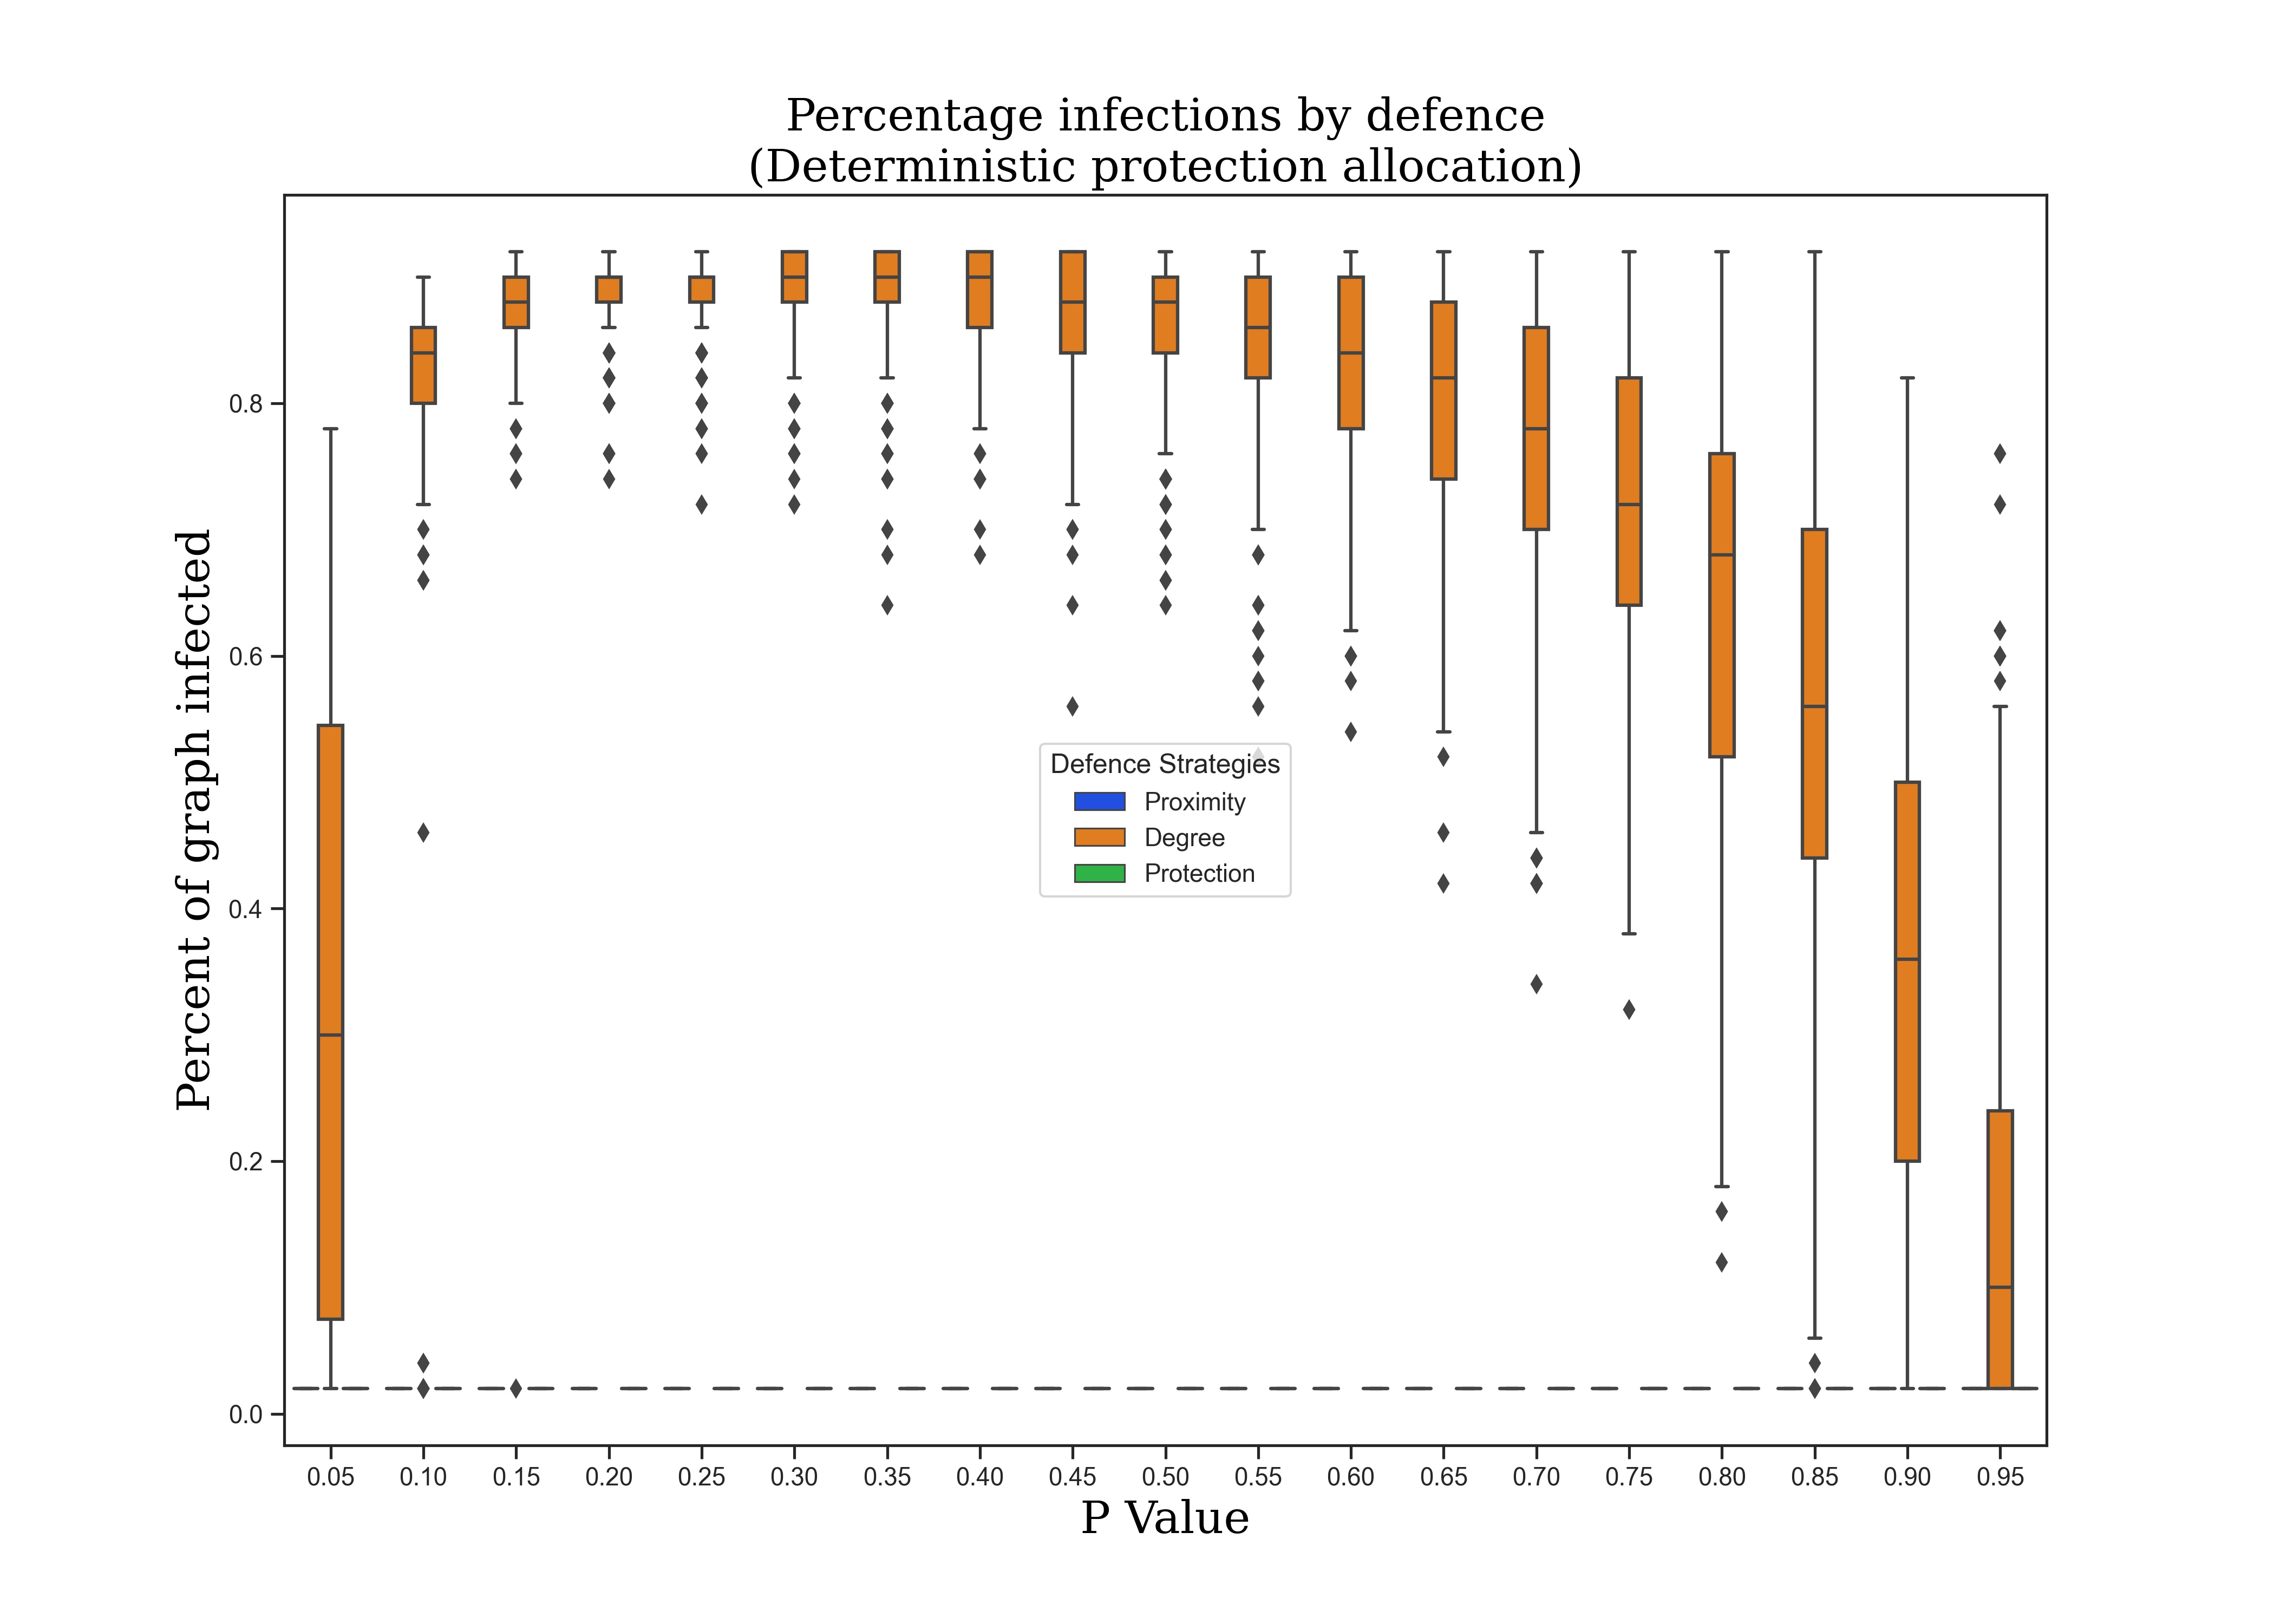 Percentage infections by defence
(Deterministic protection allocation)
Percent of graph infected
0.8
0.6
0.4
0.2
0.0
Defence Strategies
Proximity
Degree
Protection
0.05 0.10 0.15 0.20 0.25 0.30 0.35 0.40 0.45 0.50 0.55 0.60 0.65 0.70 0.75 0.80 0.85 0.90 0.95
P Value